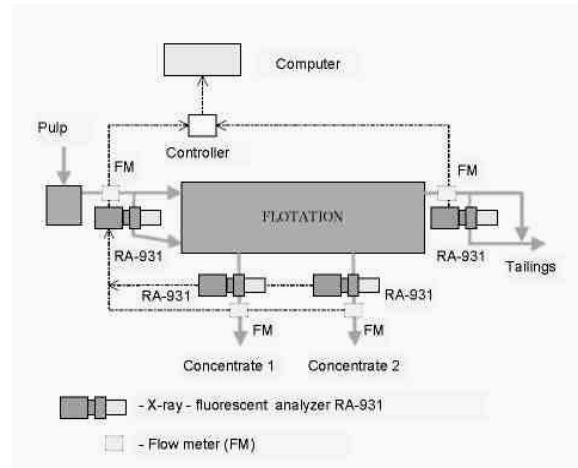 Computer
Pulp
Controller
FM
FM
FLOTATION
RA-931
RA-931
Tailings
RA-931
RA-931
FM
FM
Concentrate 1
Concentrate 2
- X-ray - fluorescent analyzer RA-931
- Flow meter (FM)